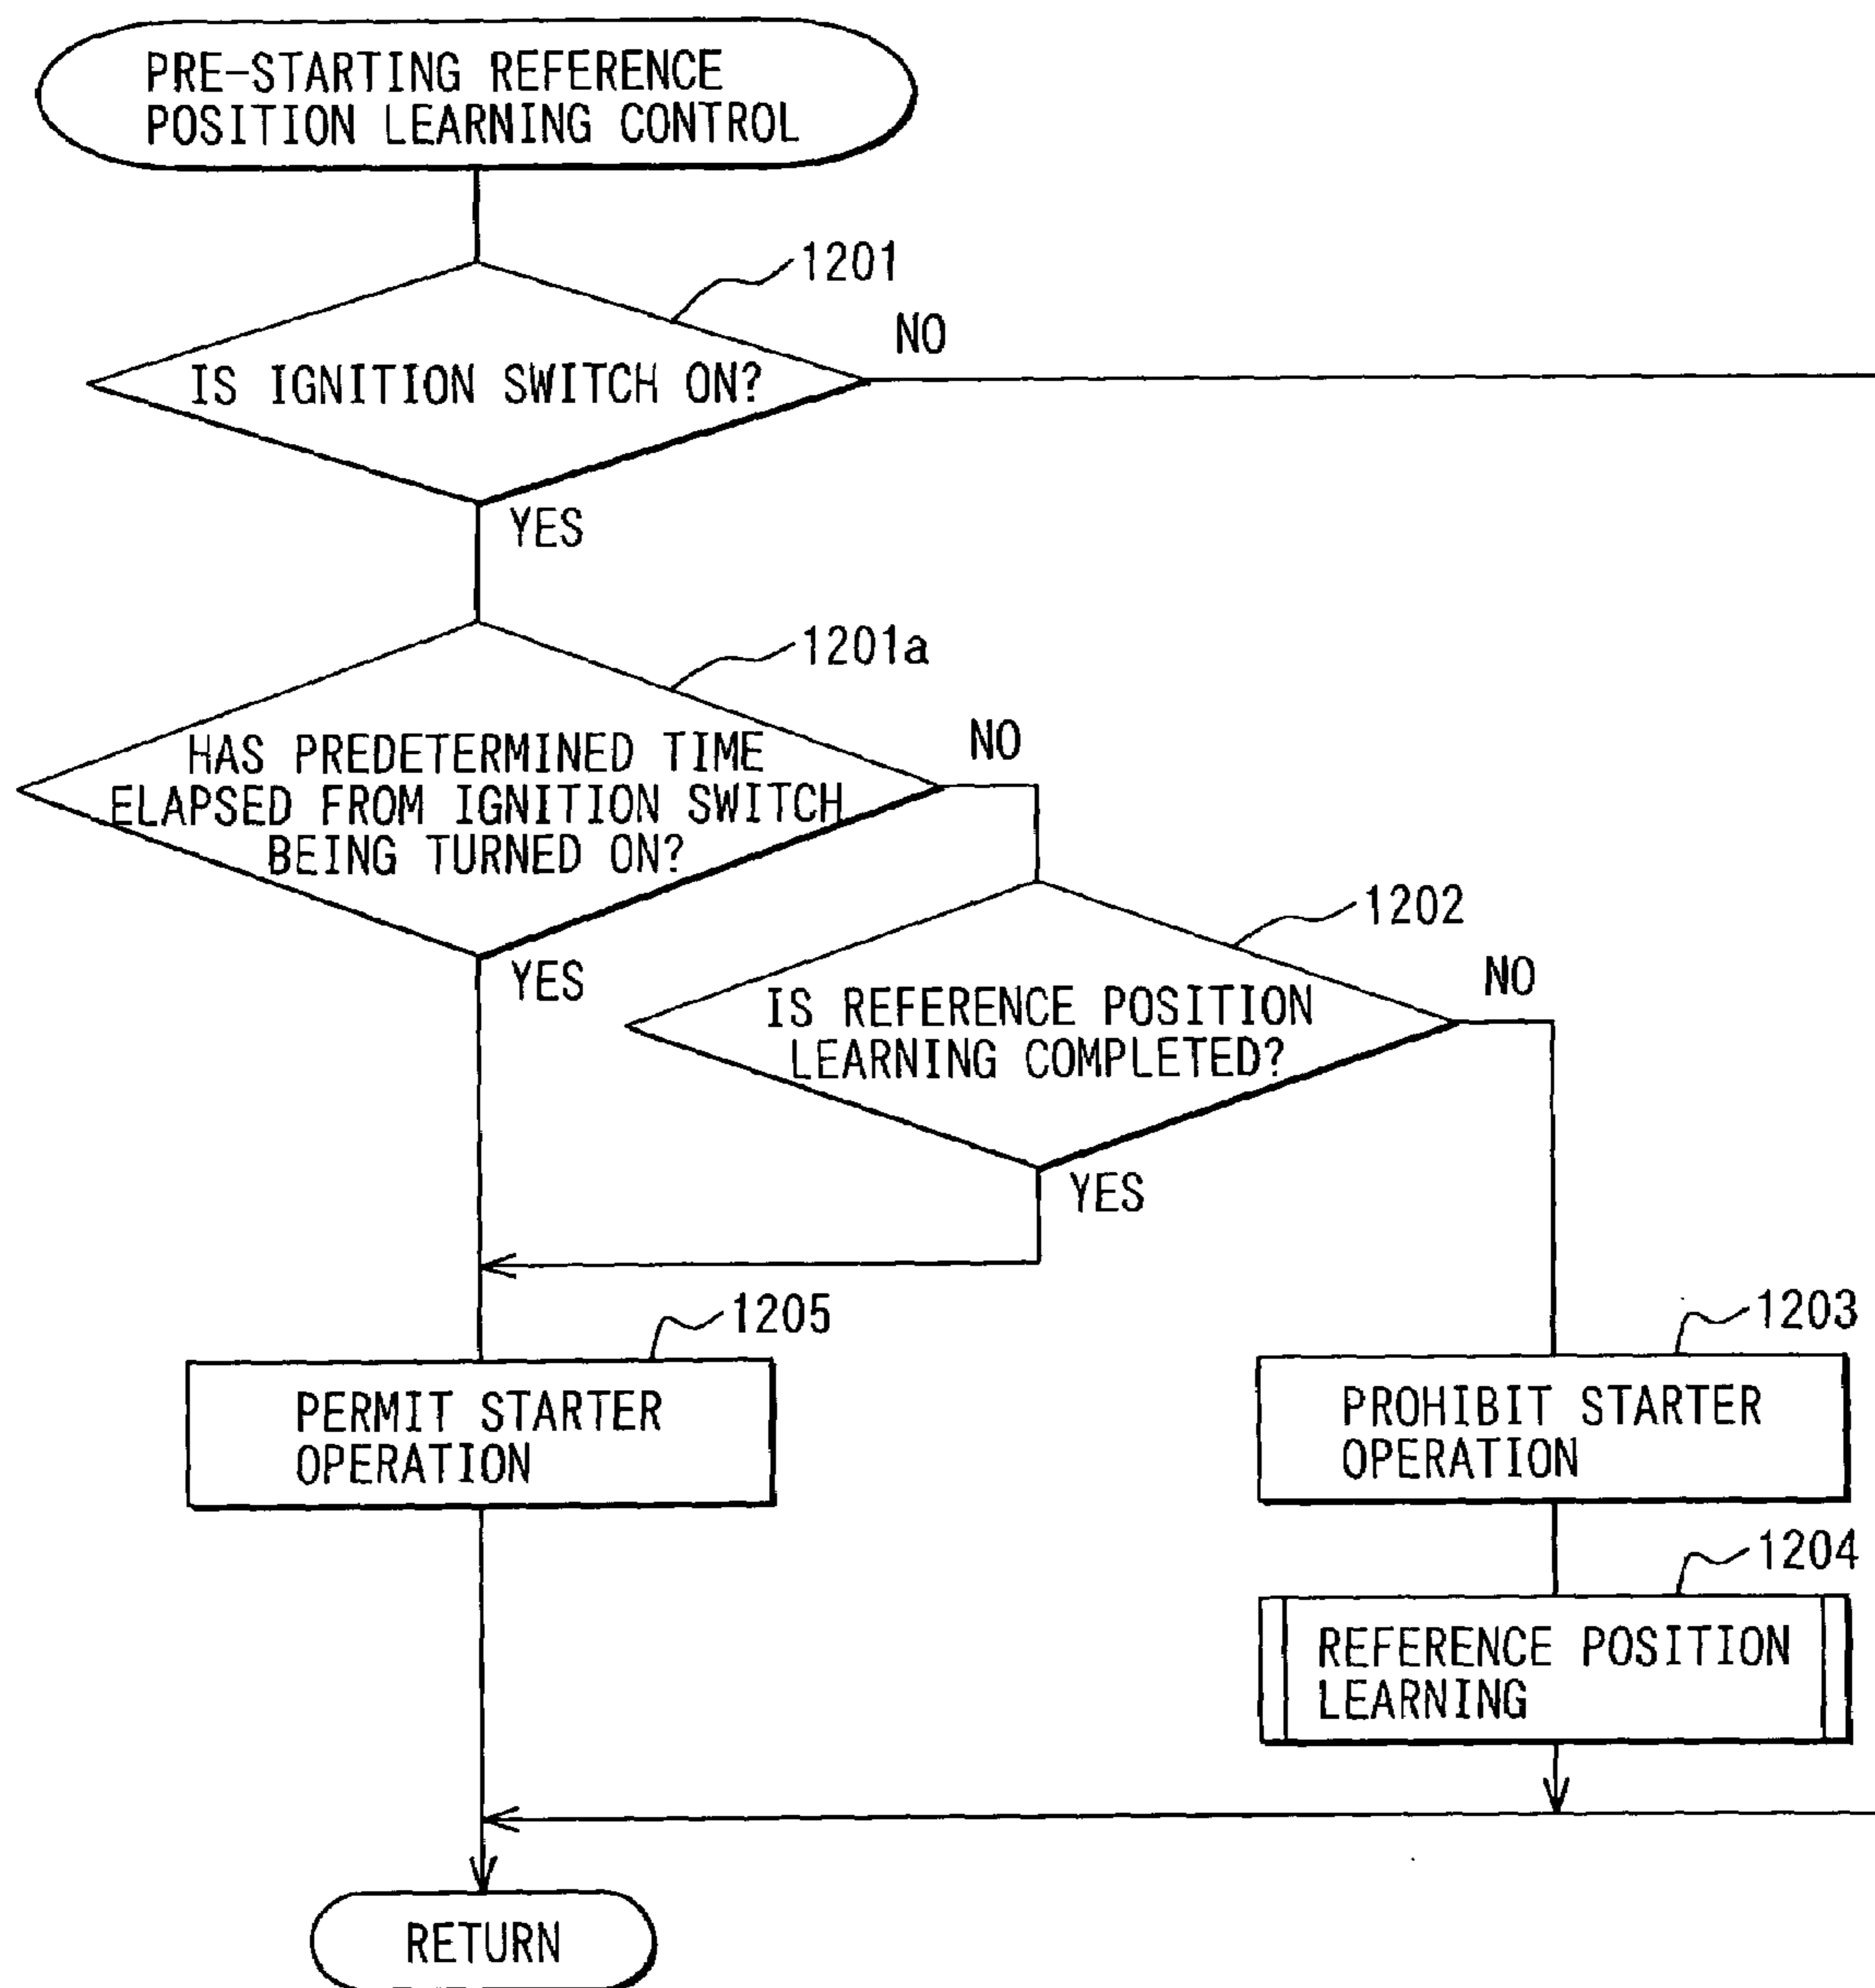 PRE-STARTING REFERENCE
POSITION LEARNING CONTROL
1201
IS IGNITION SWITCH ON?
NO
YES
1201a
HAS PREDETERMINED TIME
ELAPSED FROM IGNITION SWITCH
BEING TURNED ON?
NO
YES
1202
IS REFERENCE POSITION
LEARNING COMPLETED?
NO
YES
1205
PERMIT STARTER
OPERATION
1203
PROHIBIT STARTER
OPERATION
1204
REFERENCE POSITION
LEARNING
RETURN